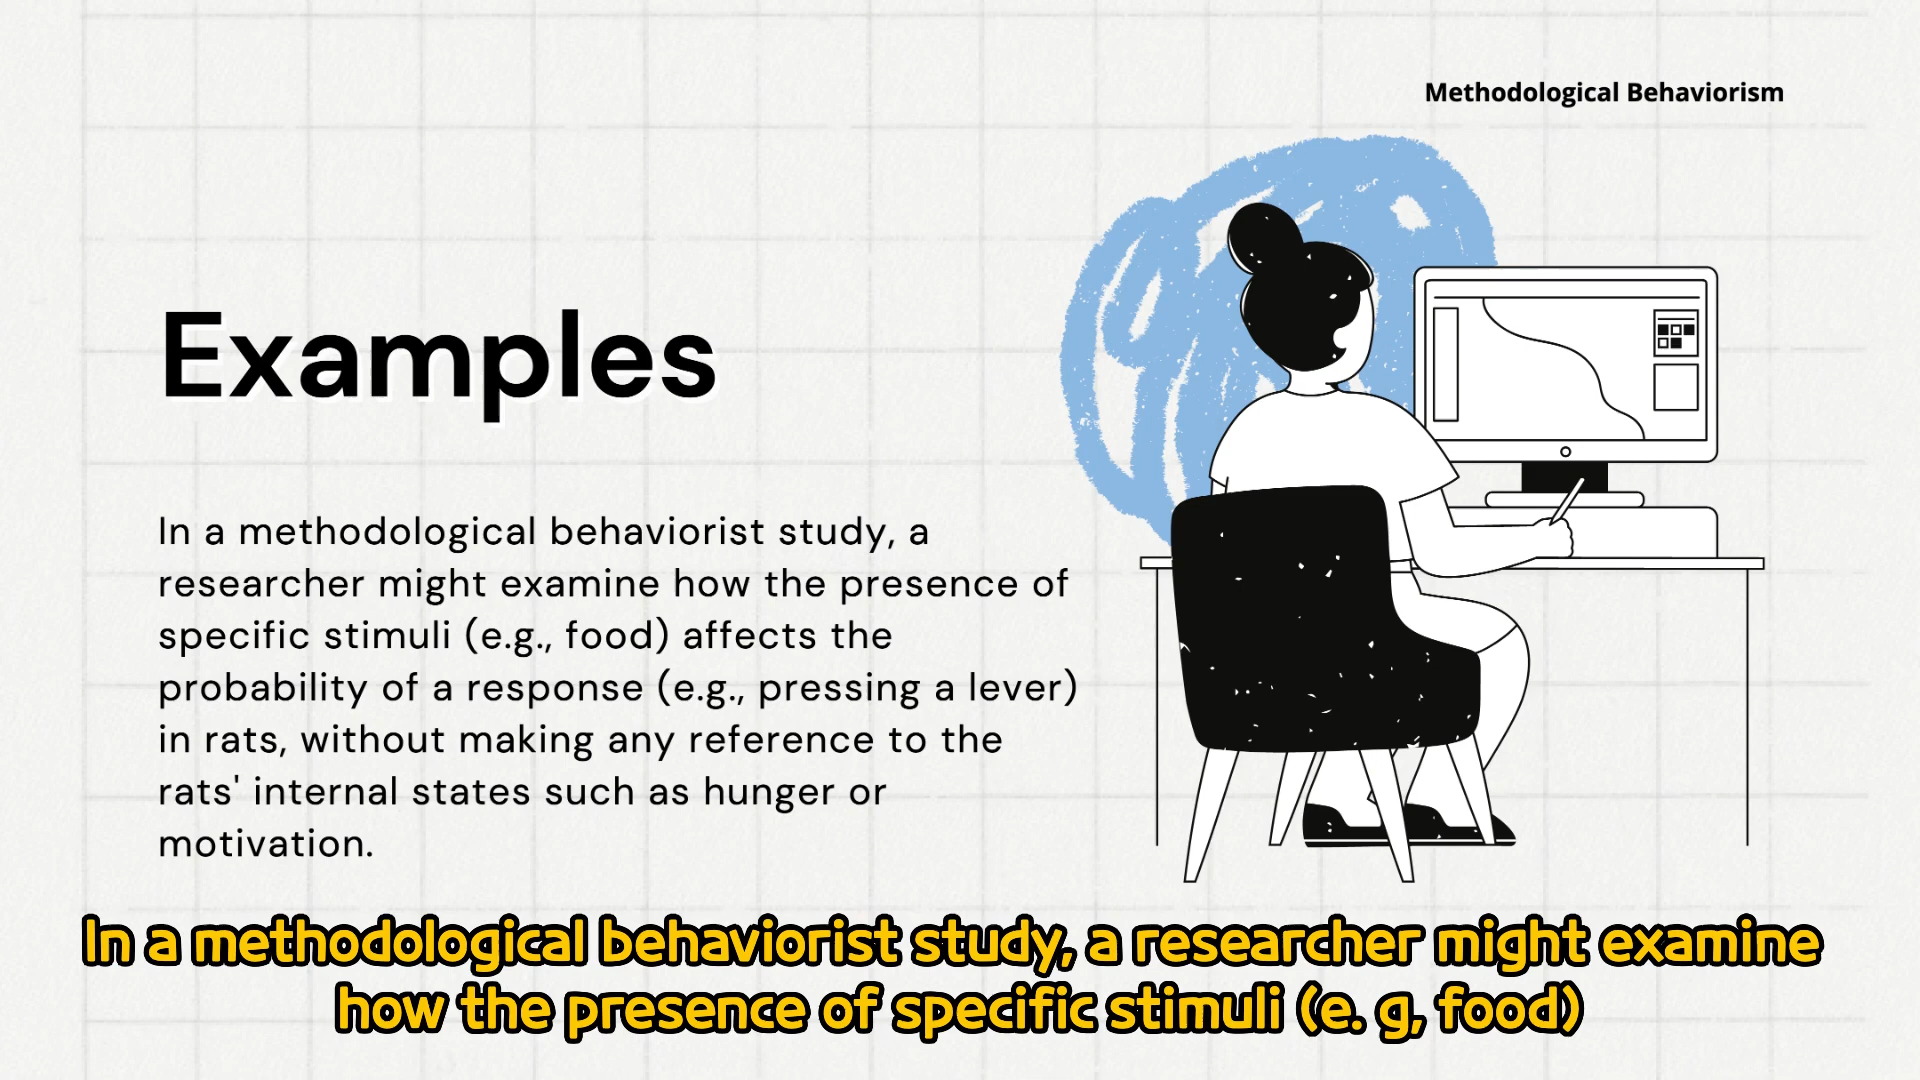 Methodological Behaviorism
Examples
In a methodological behaviorist study, a
researcher might examine how the presence of
specific stimuli (e.g., food) affects the
probability of a response (e.g., pressing a lever)
in rats, without making any reference to the
rats' internal states such as hunger or
motivation.
In a methodological behaviorist study, a researcher might examine
how the presence of specific stimuli (e. g, food)